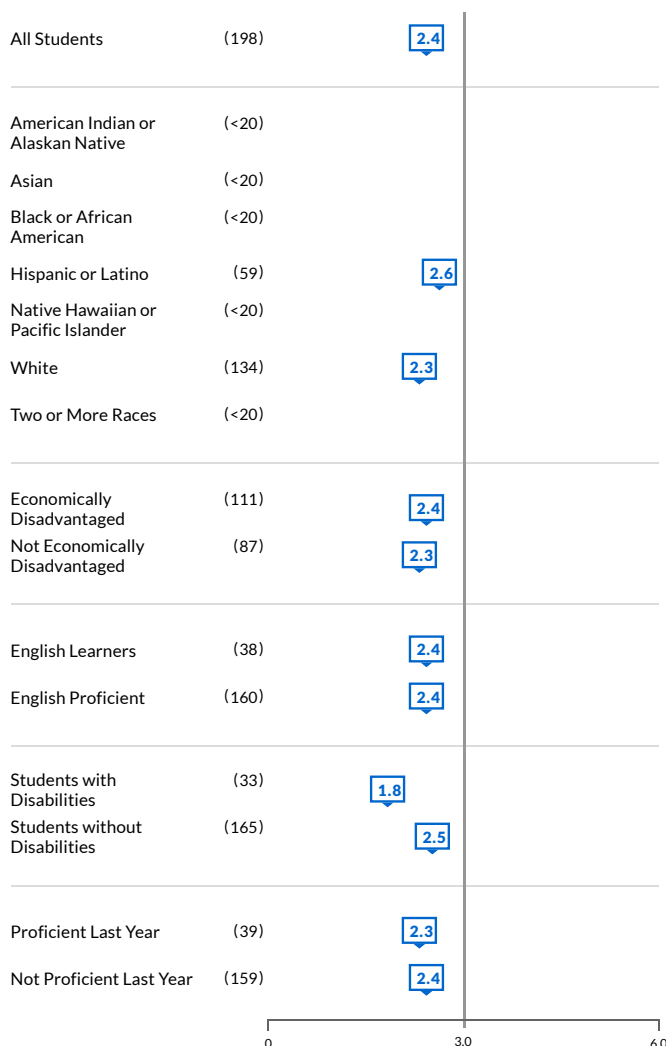 All Students (198) 2.4
American Indian or
Alaskan Native (<20)
Asian (<20)
Black or African
American (<20)
Hispanic or Latino (59) 2.6
Native Hawaiian or
Pacific Islander (<20)
White (134) 2.3
Two or More Races (<20)
Economically
Disadvantaged (111) 2.4
Not Economically
Disadvantaged (87) 2.3
English Learners (38) 2.4
English Proficient (160) 2.4
Students with
Disabilities (33) 1.8
Students without
Disabilities (165) 2.5
Proficient Last Year (39) 2.3
Not Proficient Last Year (159) 2.4
0 3.0 6.0